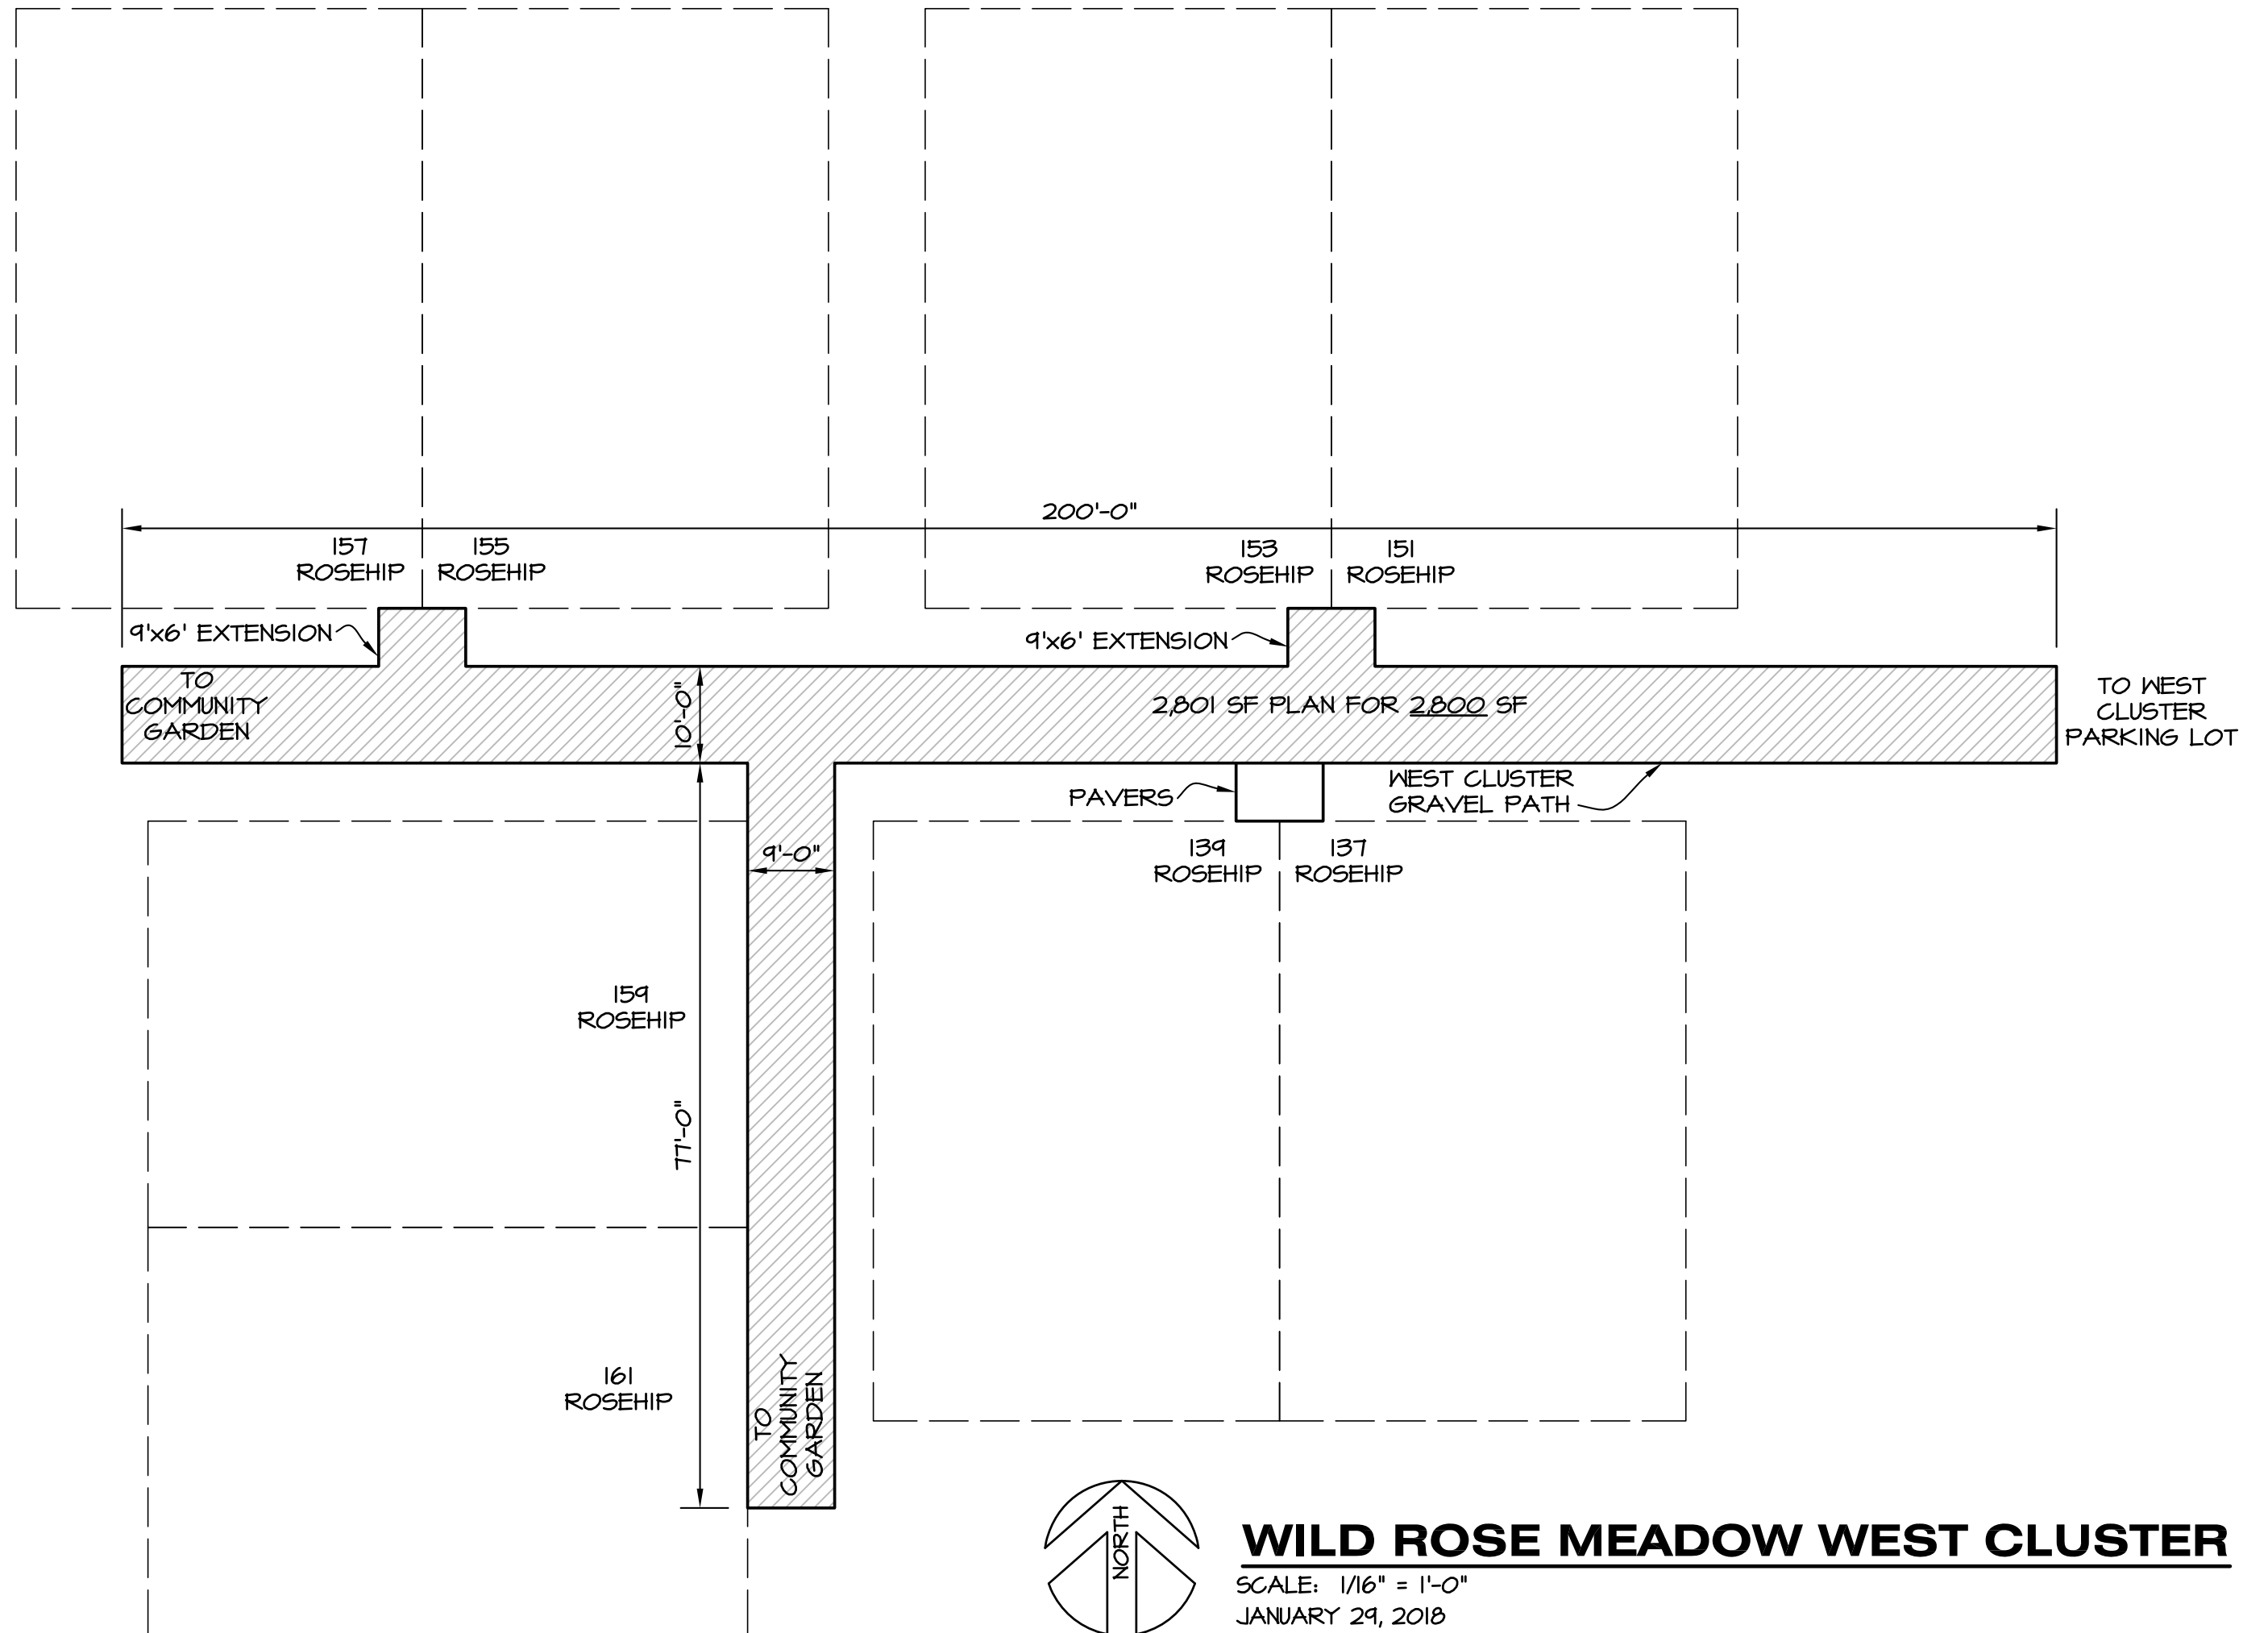 200'-0"
157
ROSEHIP
155
ROSEHIP
153
ROSEHIP
151
ROSEHIP
9'x6' EXTENSION
9'x6' EXTENSION
TO
COMMUNITY
GARDEN
10'-0"
2,801 SF PLAN FOR 2,800 SF
TO WEST
CLUSTER
PARKING LOT
PAVERS
WEST CLUSTER
GRAVEL PATH
9'-0"
139
ROSEHIP
137
ROSEHIP
159
ROSEHIP
77'-0"
161
ROSEHIP
TO
COMMUNITY
GARDEN
NORTH
WILD ROSE MEADOW WEST CLUSTER
SCALE: 1/16" = 1'-0"
JANUARY 29, 2018